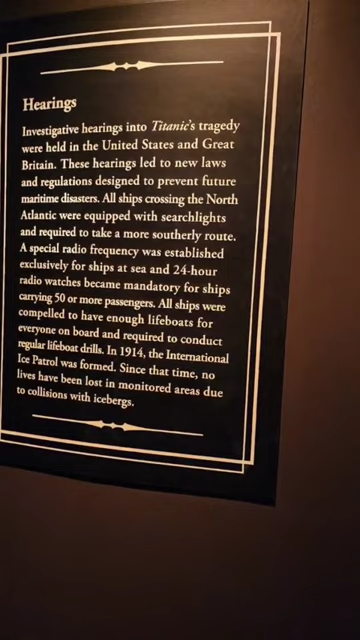 Hearings
Investigative hearings into Titanic's tragedy
were held in the United States and Great
Britain. These hearings led to new laws
and regulations designed to prevent future
maritime disasters. All ships crossing the North
Atlantic were equipped with searchlights
and required to take a more southerly route.
A special radio frequency was established
exclusively for ships at sea and 24-hour
radio watches became mandatory for ships
carrying 50 or more passengers. All ships were
compelled to have enough lifeboats for
everyone on board and required to conduct
regular lifeboat drills. In 1914, the International
Ice Patrol was formed. Since that time, no
lives have been lost in monitored areas due
to collisions with icebergs.